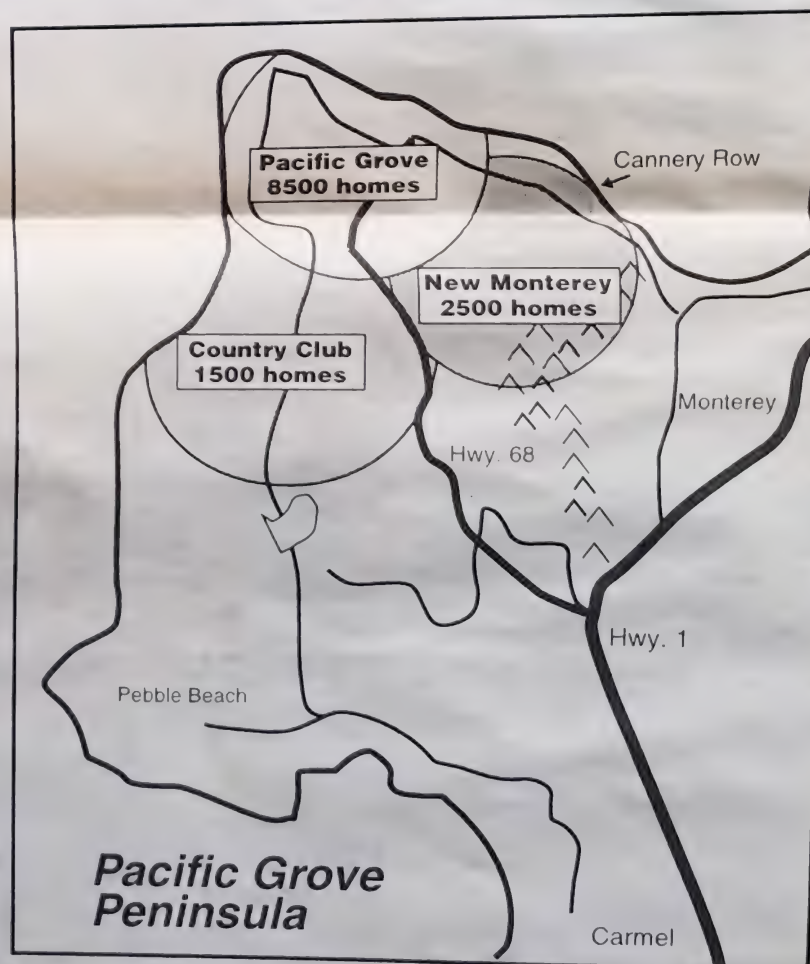 Pacific Grove
8500 homes
Cannery Row
New Monterey
2500 homes
Country Club
1500 homes
Monterey
Hwy. 68
Hwy. 1
Pebble Beach
Pacific Grove
Peninsula
Carmel